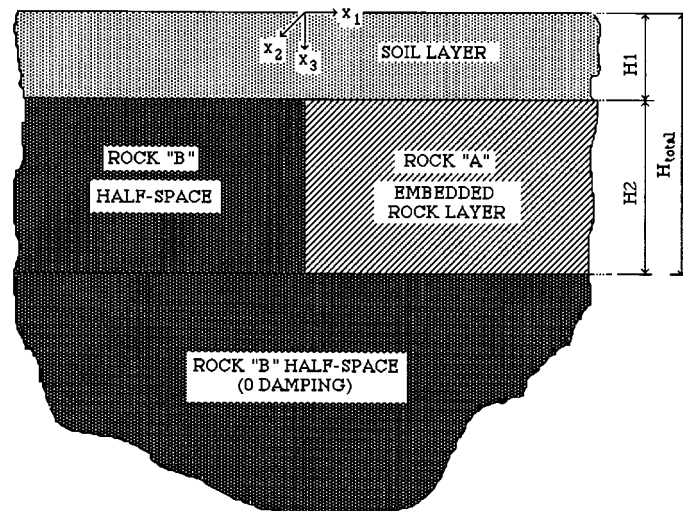 x1
x2
x3
SOIL LAYER
H1
ROCK "B"
HALF-SPACE
ROCK "A"
EMBEDDED
ROCK LAYER
H2
Htotal
ROCK "B" HALF-SPACE
(0 DAMPING)